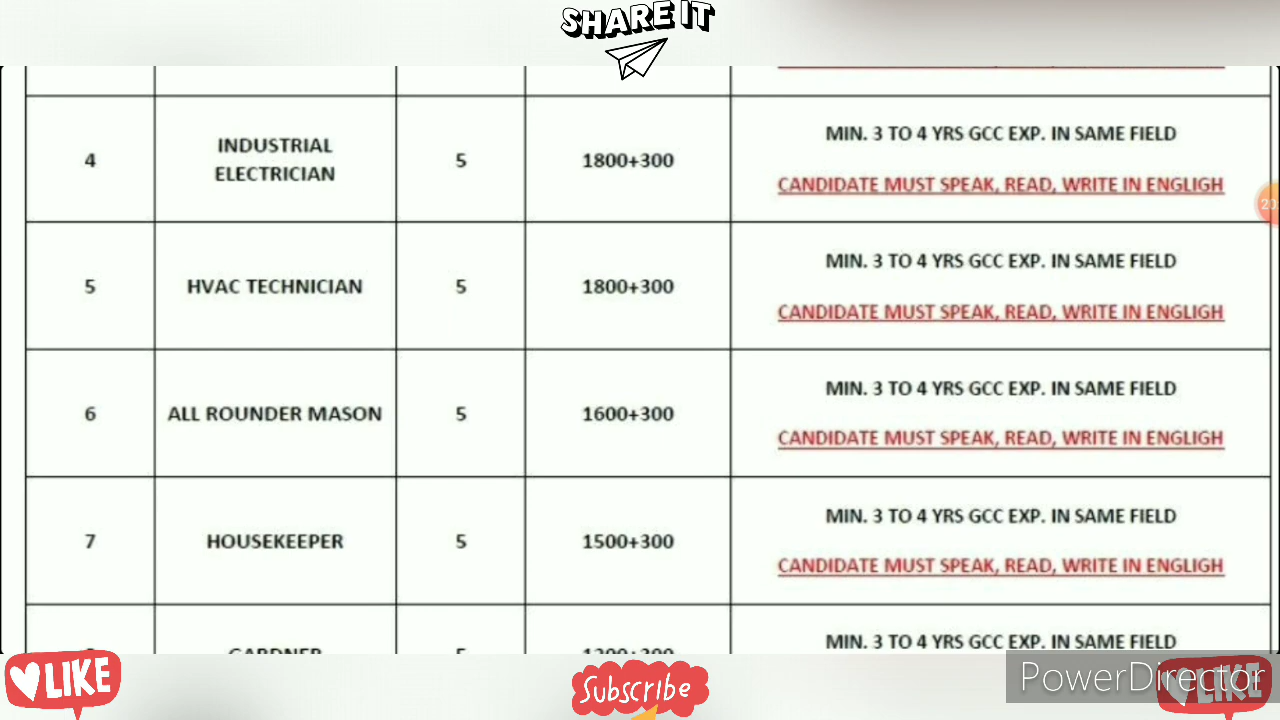 SHARE IT
4
INDUSTRIAL
ELECTRICIAN
5
1800+300
MIN. 3 TO 4 YRS GCC EXP. IN SAME FIELD
CANDIDATE MUST SPEAK, READ, WRITE IN ENGLIGH
20
5
HVAC TECHNICIAN
5
1800+300
MIN. 3 TO 4 YRS GCC EXP. IN SAME FIELD
CANDIDATE MUST SPEAK, READ, WRITE IN ENGLIGH
6
ALL ROUNDER MASON
5
1600+300
MIN. 3 TO 4 YRS GCC EXP. IN SAME FIELD
CANDIDATE MUST SPEAK, READ, WRITE IN ENGLIGH
7
HOUSEKEEPER
5
1500+300
MIN. 3 TO 4 YRS GCC EXP. IN SAME FIELD
CANDIDATE MUST SPEAK, READ, WRITE IN ENGLIGH
GARDNER
MIN. 3 TO 4 YRS GCC EXP. IN SAME FIELD
LIKE
Subscribe
PowerDirector
LIKE